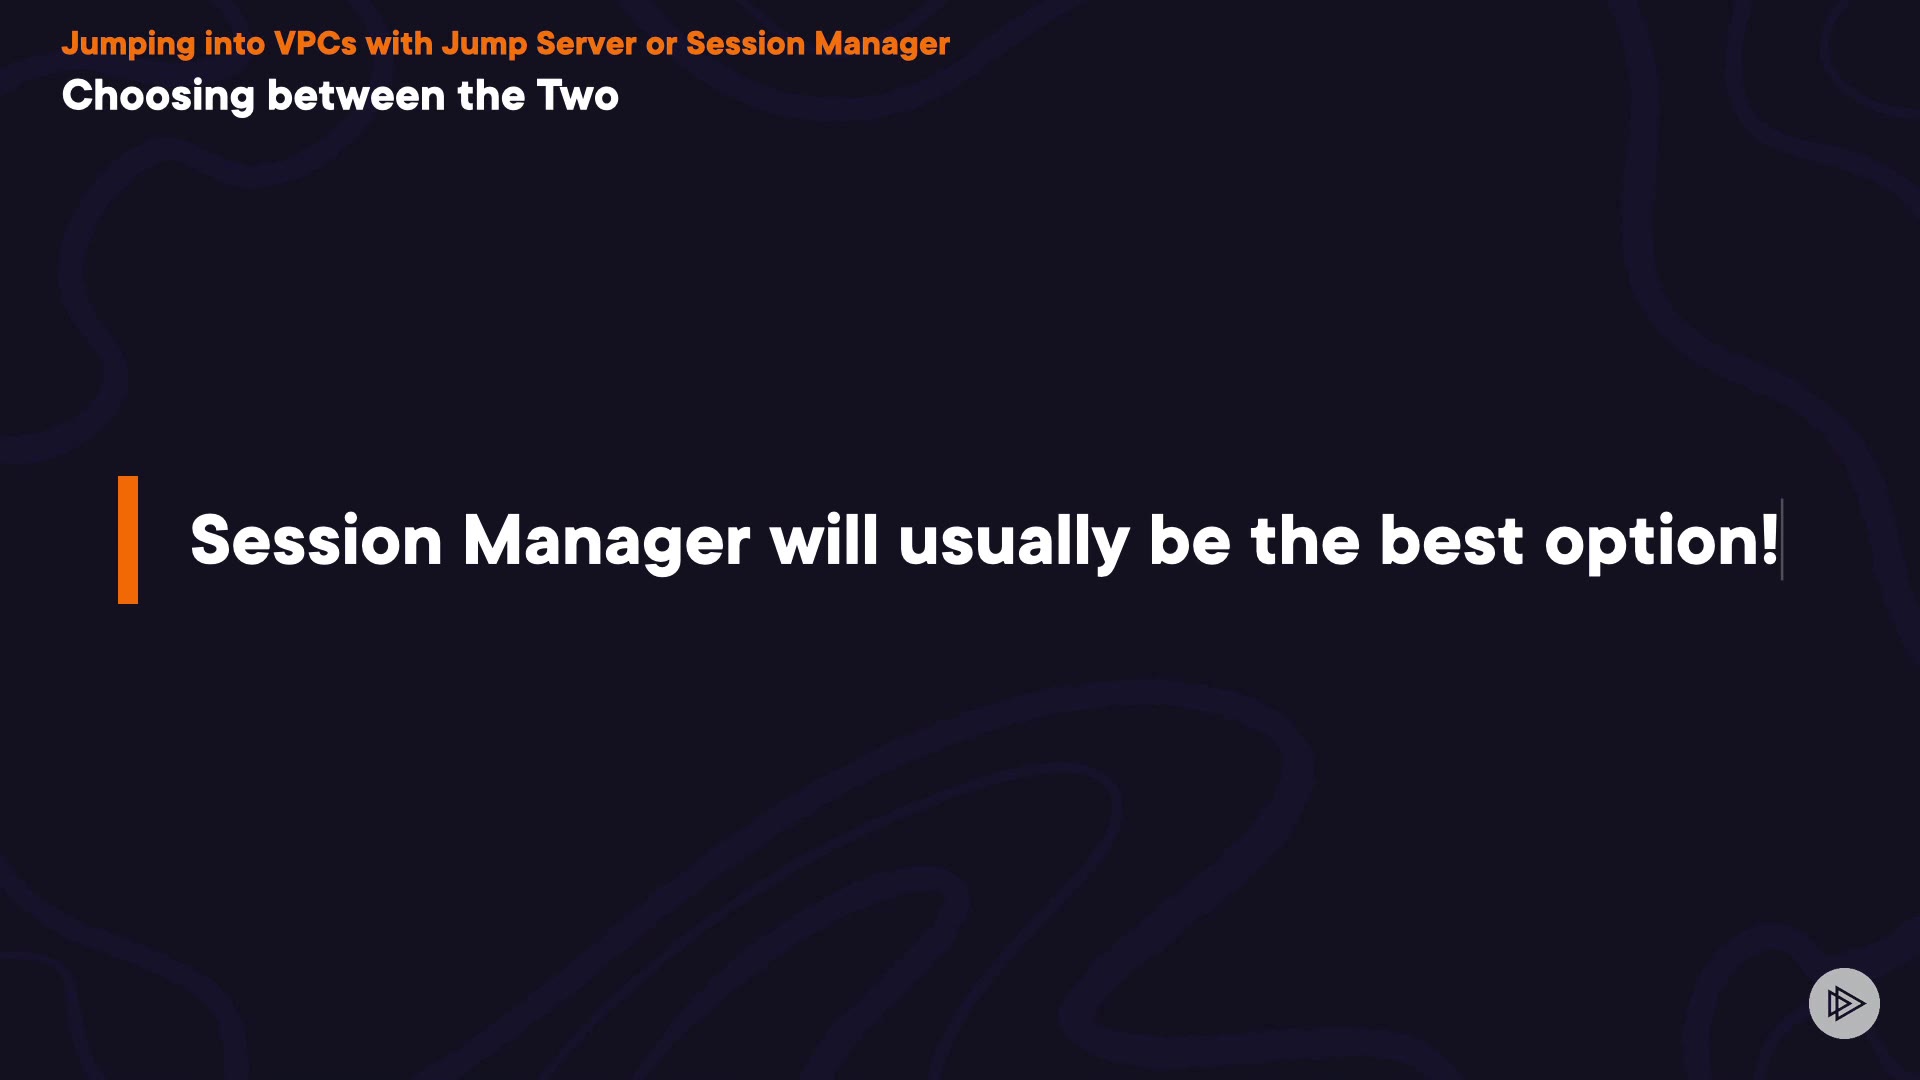 Jumping into VPCs with Jump Server or Session Manager
Choosing between the Two
Session Manager will usually be the best option!